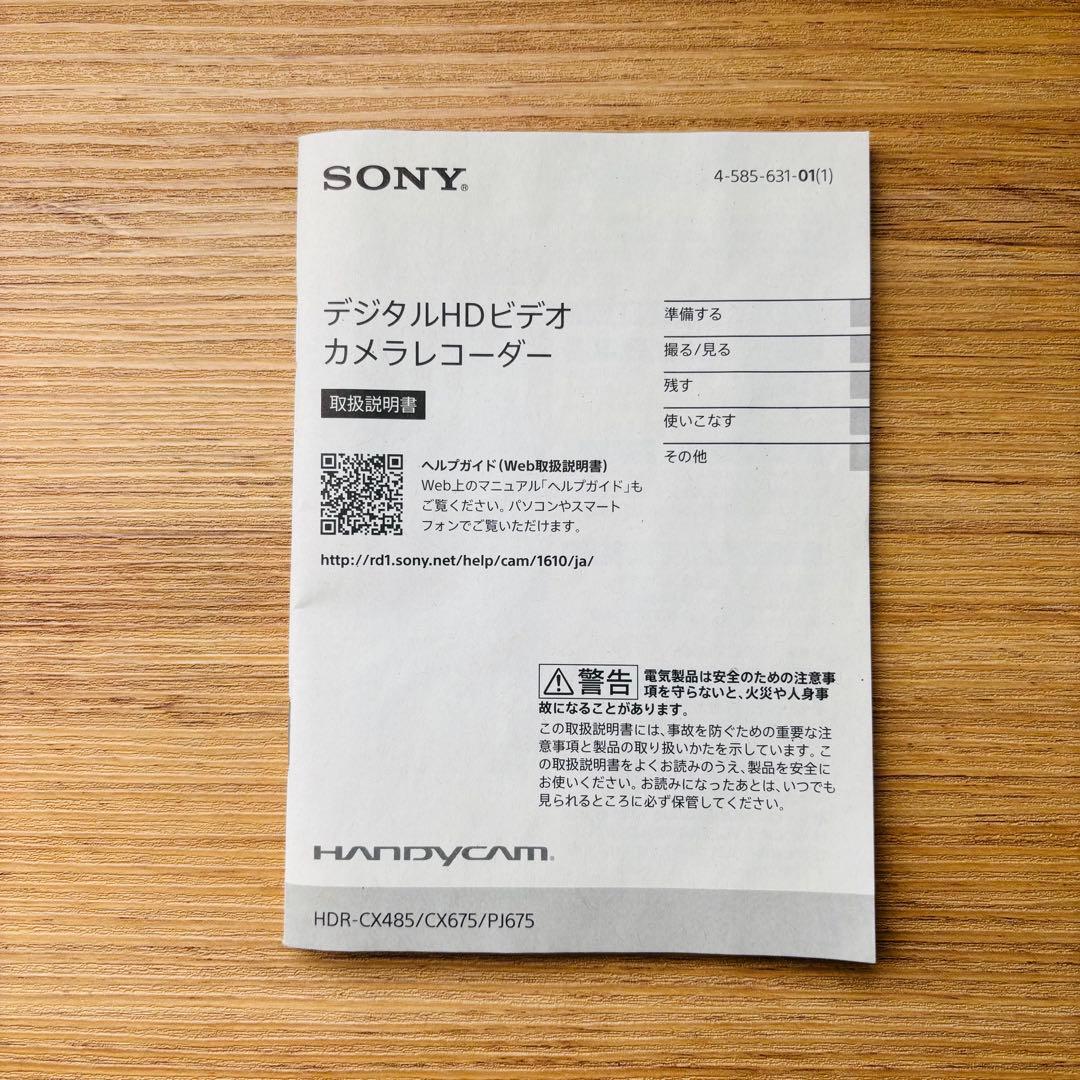 SONY®
4-585-631-01(1)
デジタルHDビデオ
カメラレコーダー
取扱説明書
準備する
撮る/見る
残す
使いこなす
その他
ヘルプガイド(Web取扱説明書)
Web上のマニュアル「ヘルプガイド」も
ご覧ください。パソコンやスマート
フォンでご覧いただけます。
http://rd1.sony.net/help/cam/1610/ja/
警告 電気製品は安全のための注意事
項を守らないと、火災や人身事
故になることがあります。
この取扱説明書には、事故を防ぐための重要な注
意事項と製品の取り扱いかたを示しています。こ
の取扱説明書をよくお読みのうえ、製品を安全に
お使いください。お読みになったあとは、いつでも
見られるところに必ず保管してください。
HANDYCAM®
HDR-CX485/CX675/PJ675